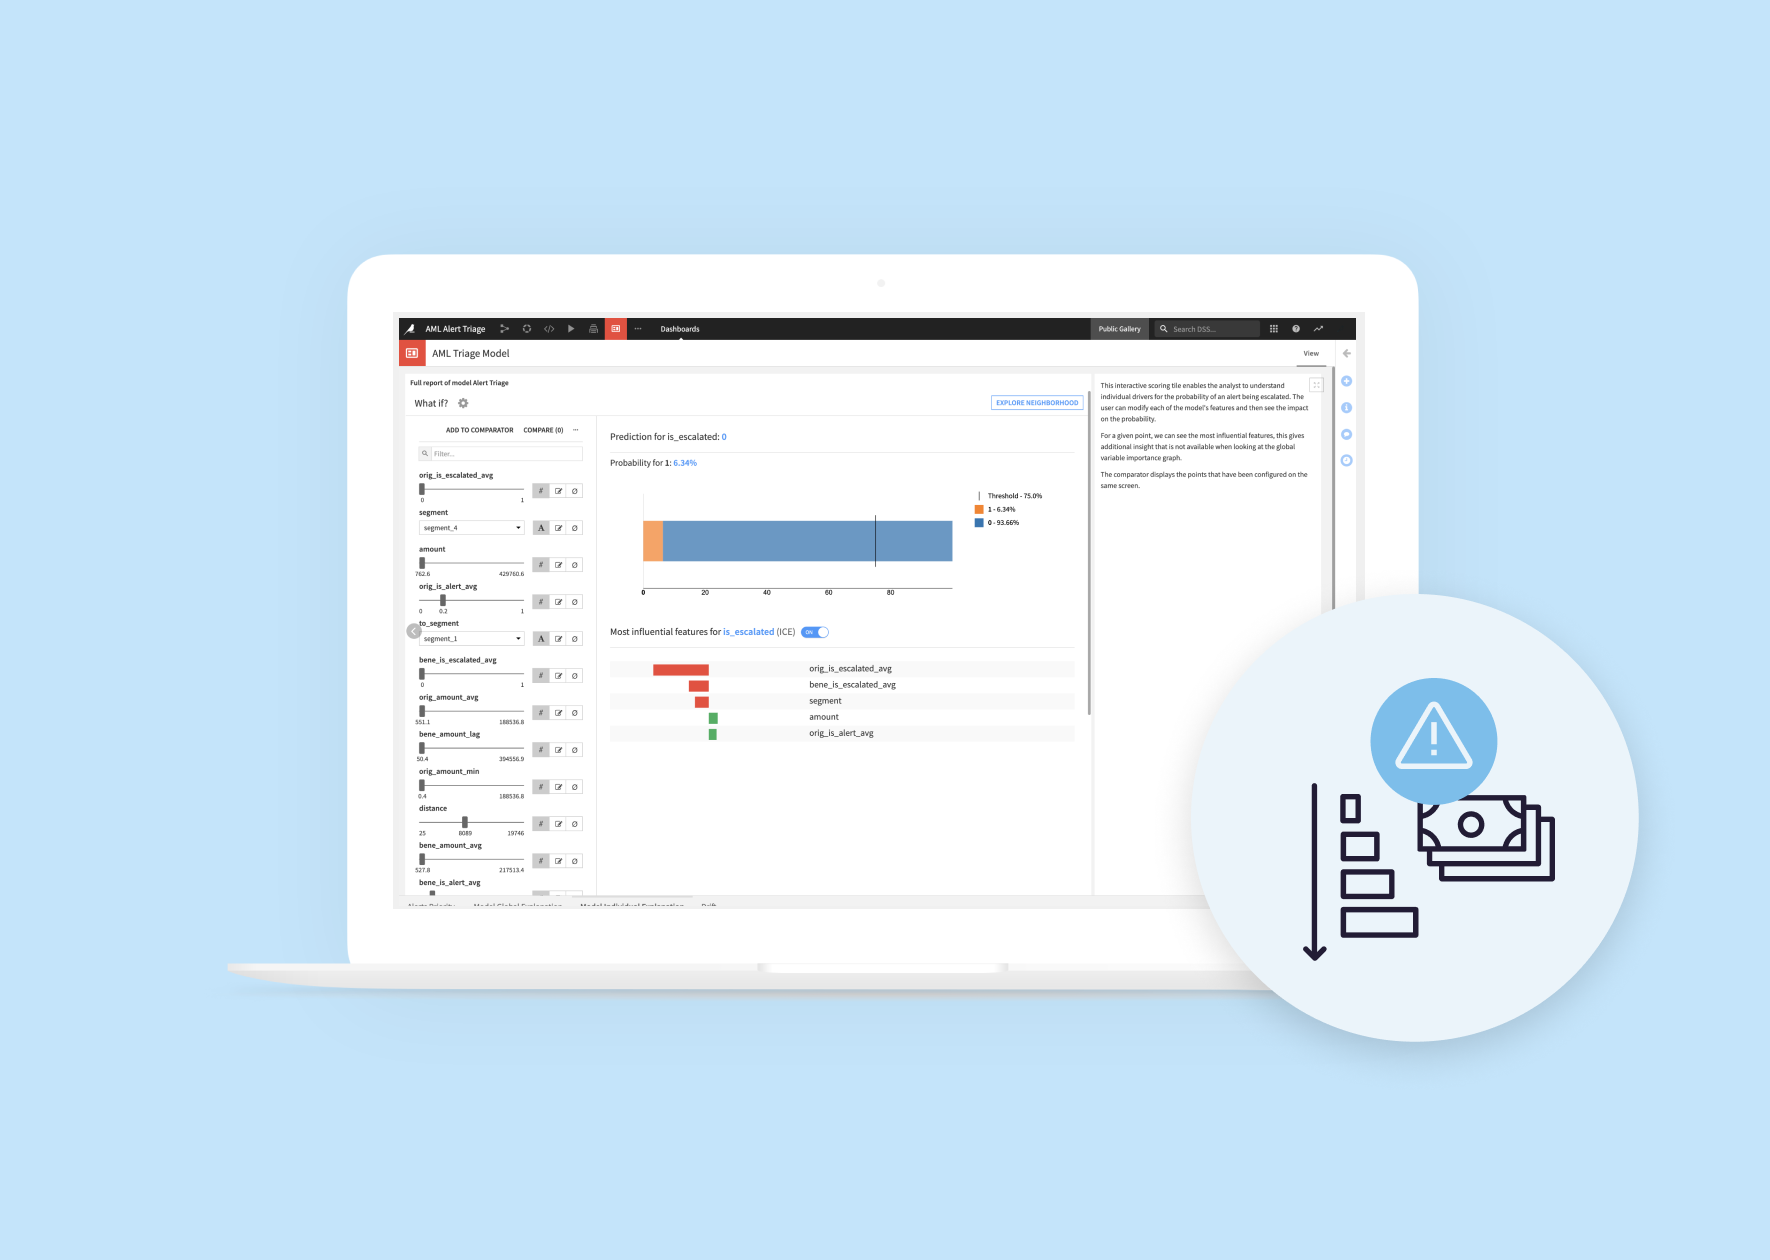 AML Alert Triage
Dashboards
Public Gallery
Search DSS...
AML Triage Model
View
Full report of model Alert Triage
What if?
EXPLORE NEIGHBORHOOD
ADD TO COMPARATOR COMPARE (0) ...
Filter...
orig_is_escalated_avg
0 1
segment
segment_4
A
amount
762.6 429760.6
orig_is_alert_avg
0 0.2 1
to_segment
segment_1
A
bene_is_escalated_avg
0 1
orig_amount_avg
551.1 188536.8
bene_amount_lag
50.4 394556.9
orig_amount_min
0.4 188536.8
distance
25 8089 19746
bene_amount_avg
527.8 217513.4
bene_is_alert_avg
Prediction for is_escalated: 0
Probability for 1: 6.34%
Threshold - 75.0%
1 - 6.34%
0 - 93.66%
0 20 40 60 80
Most influential features for is_escalated (ICE) ON
orig_is_escalated_avg
bene_is_escalated_avg
segment
amount
orig_is_alert_avg
This interactive scoring tile enables the analyst to understand
individual drivers for the probability of an alert being escalated. The
user can modify each of the model's features and then see the impact
on the probability.
For a given point, we can see the most influential features, this gives
additional insight that is not available when looking at the global
variable importance graph.
The comparator displays the points that have been configured on the
same screen.
Alerts Priority Model Global Explanation Model Individual Explanation Drift